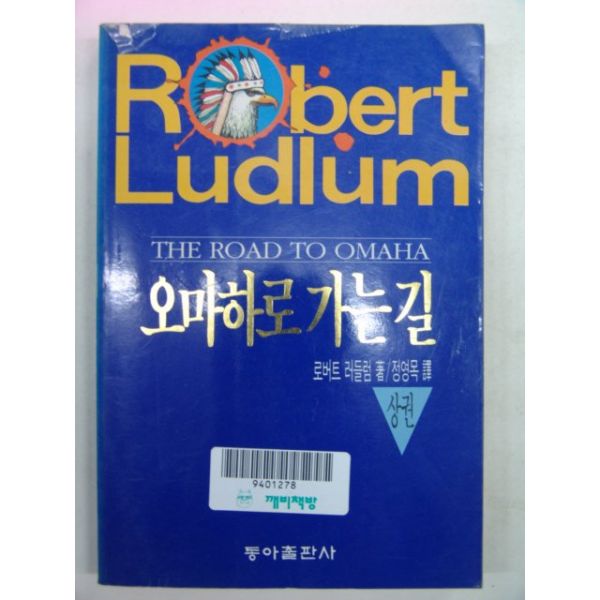 Robert
Ludlum
THE ROAD TO OMAHA
오마하로 가는 길
로버트 러들럼 著/정영목 譯
상권
9401278
깨비책방
동아출판사